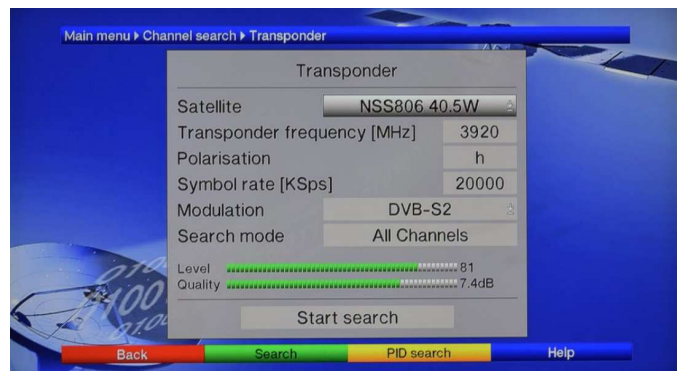 Main menu Channel search Transponder
Transponder
Satellite NSS806 40.5W
Transponder frequency [MHz] 3920
Polarisation h
Symbol rate [KSps] 20000
Modulation DVB-S2
Search mode All Channels
Level 81
Quality 7.4dB
Start search
Back Search PID search Help